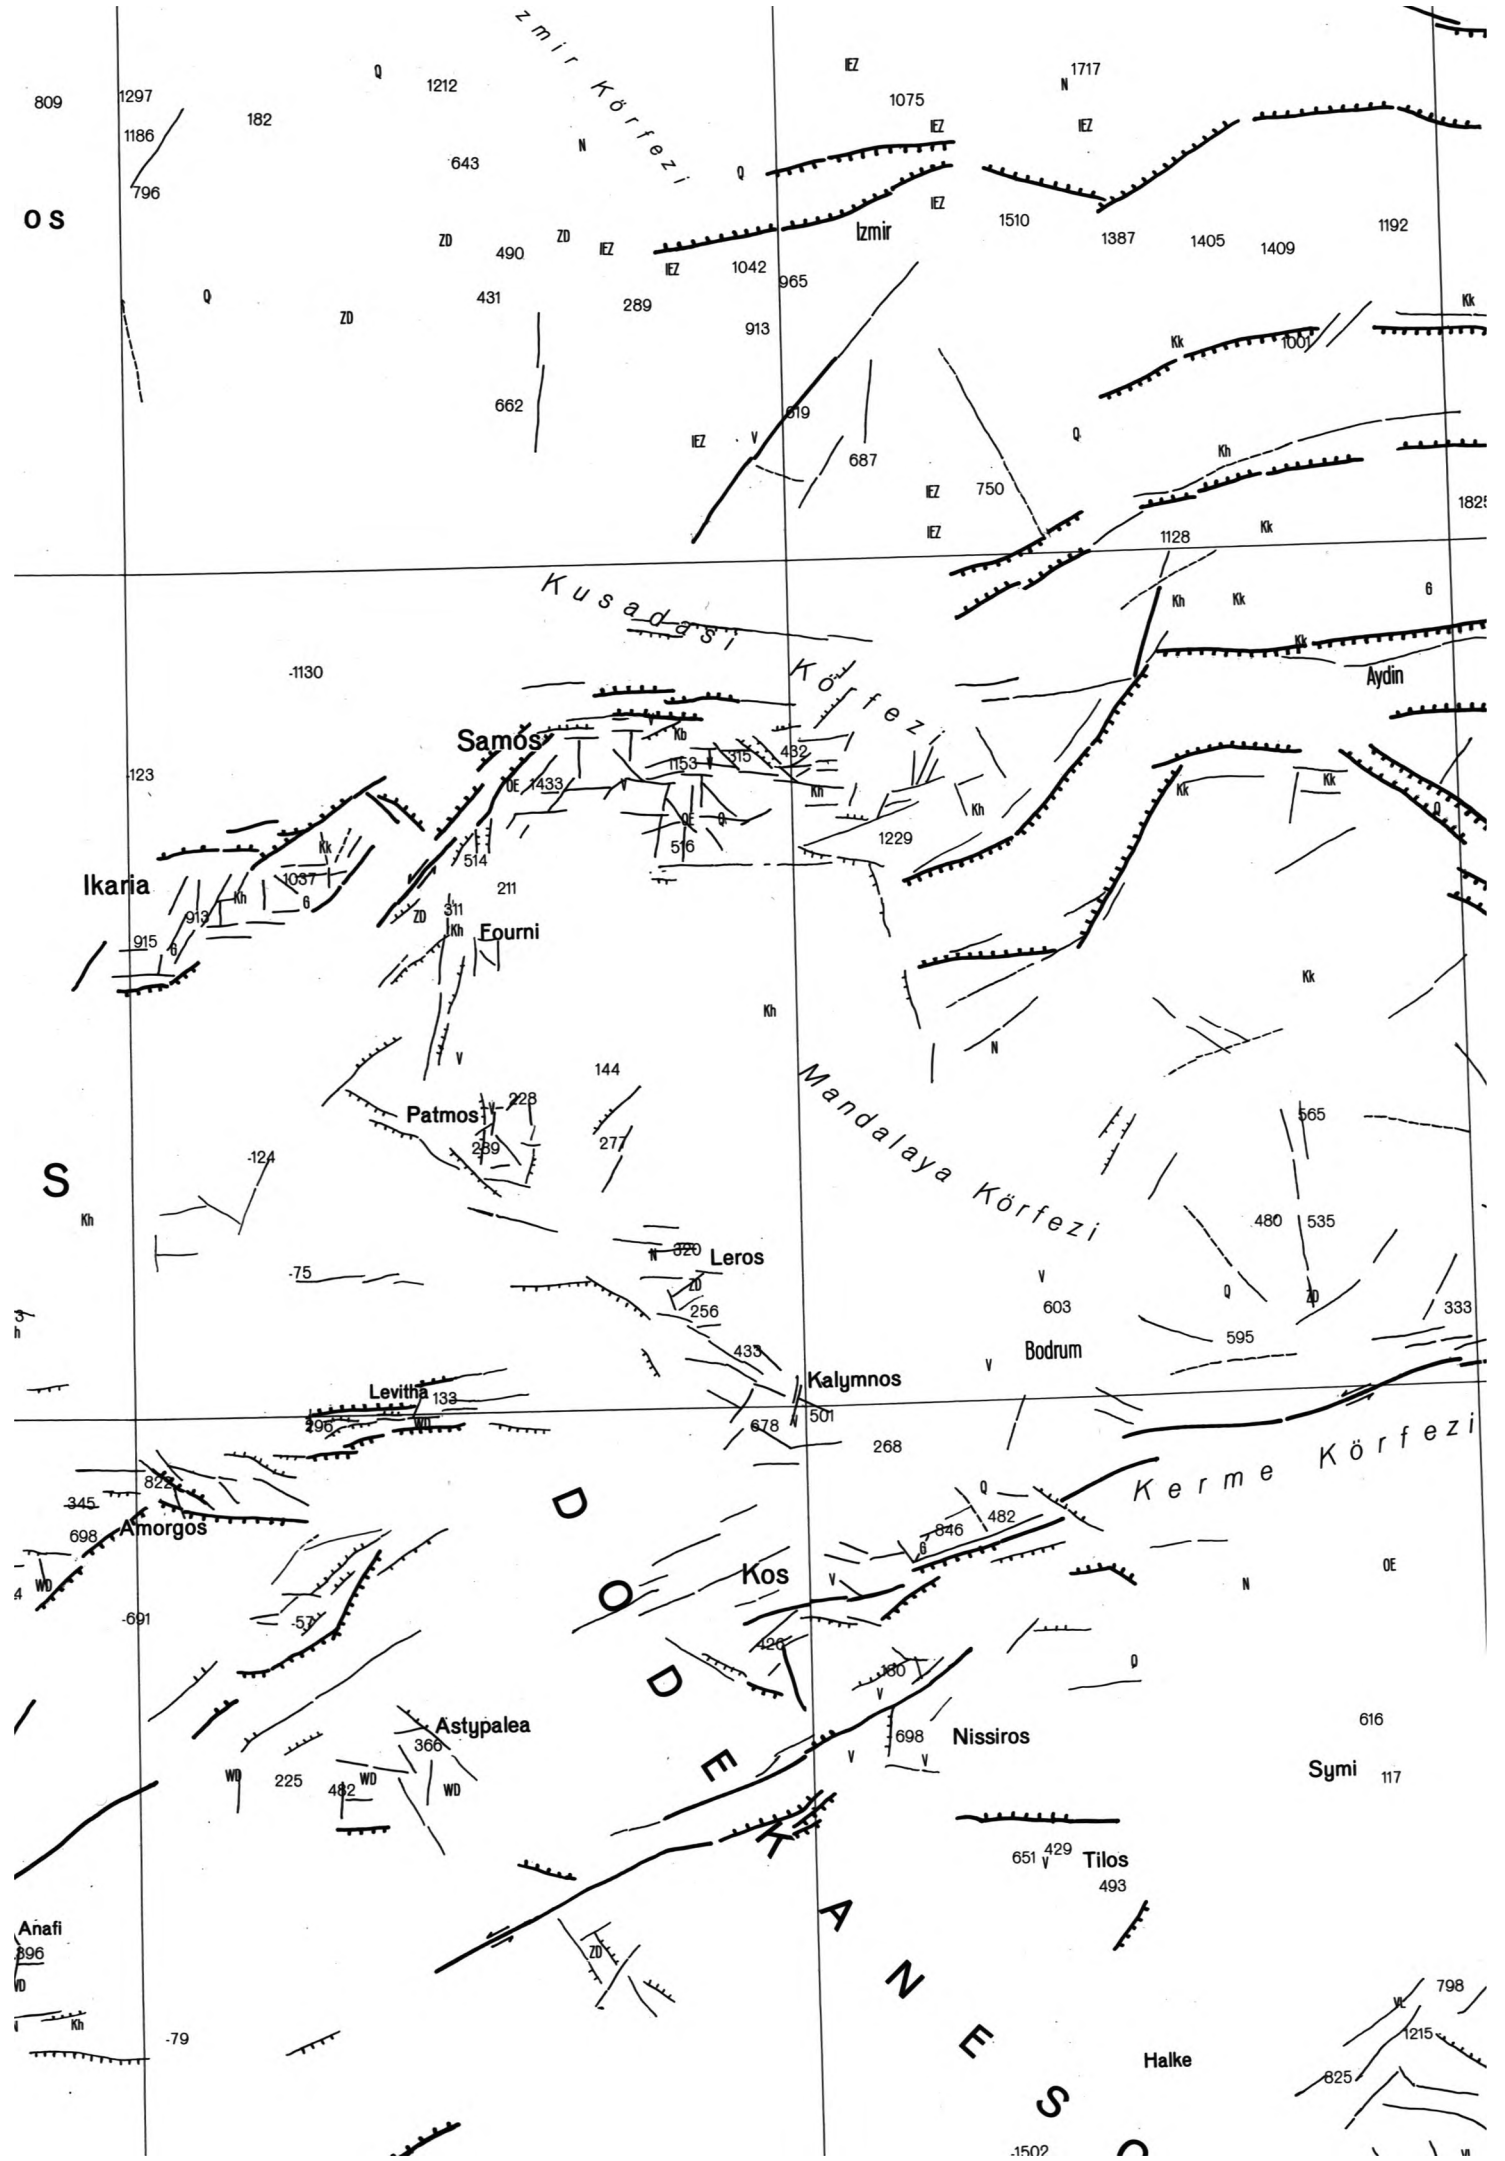 zmir Körfezi
Q
1212
IEZ
1717
N
809
1297
1075
182
1186
IEZ
IEZ
643
N
796
Q
OS
IEZ
1510
1192
Izmir
1387
1405
1409
ZD
490
ZD
IEZ
IEZ
1042
965
Q
431
289
ZD
913
Kk
Kk
1001
662
619
IEZ
V
Q
687
Kh
IEZ
750
1825
IEZ
Kk
1128
Kusadasi Körfezi
Kh
Kk
6
Kk
-1130
Aydin
Samos
V
Kb
-123
1153
V
315
432
OE
1433
V
Kh
Kk
Kk
OE
Q
Kh
Q
Kk
514
516
1229
Ikaria
1037
211
Kh
6
913
ZD
311
Kh
Fourni
915
6
Kk
Kh
V
N
144
Mandalaya Körfezi
Patmos
V
228
565
289
277
-124
S
Kh
480
535
N
320
Leros
-75
ZD
V
Q
ZD
256
603
333
3
h
595
433
Bodrum
V
Kalymnos
Levitha
133
296
WD
V
501
678
268
Kerme Körfezi
822
345
Amorgos
698
Q
482
846
6
WD
4
Kos
V
N
OE
-691
-57
426
Q
180
V
616
Astypalea
366
698
Nissiros
V
V
Symi
117
WD
225
482
WD
WD
651
V
429
Tilos
493
Anafi
396
WD
ZD
Kh
-79
VL
798
1215
Halke
825
DODEKANESO
-1502
VL